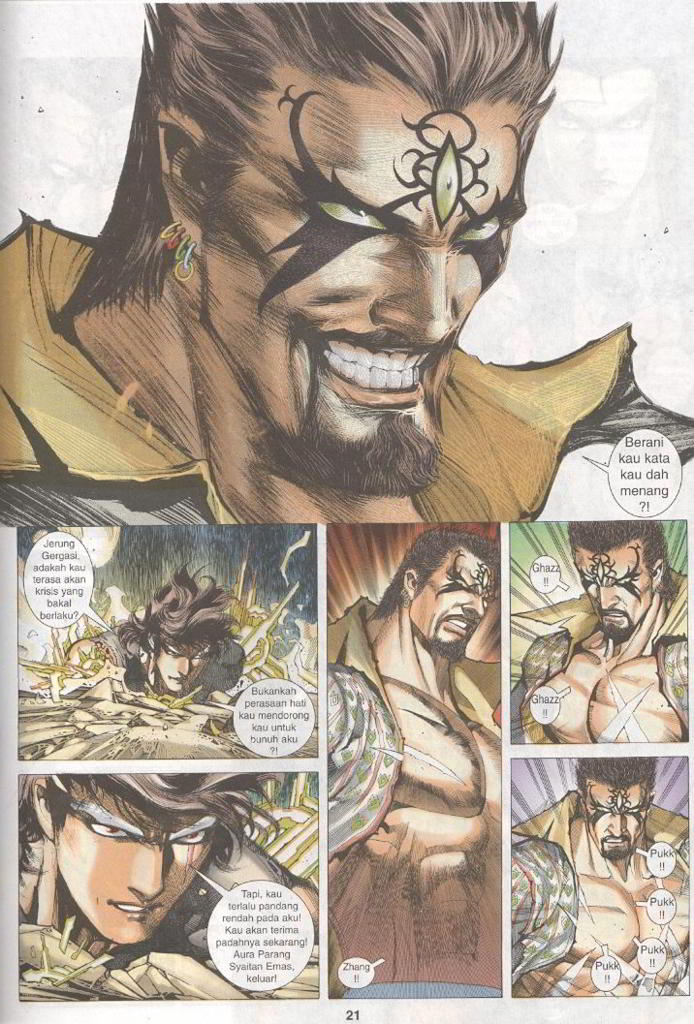 Berani
kau kata
kau dah
menang
?!
Jerung
Gergasi,
adakah kau
terasa akan
krisis yang
bakal
berlaku?
Bukankah
perasaan hati
kau mendorong
kau untuk
bunuh aku
?!
Tapi, kau
terlalu pandang
rendah pada aku!
Kau akan terima
padahnya sekarang!
Aura Parang
Syaitan Emas,
keluar!
Zhang
!!
Ghazz
!!
Ghazz
!!
Pukk
!!
Pukk
!!
Pukk
!!
Pukk
!!
21